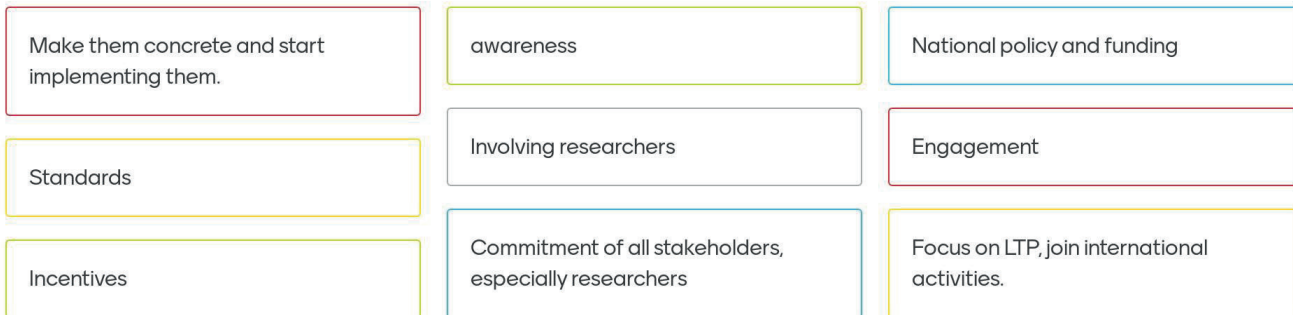 Make them concrete and start
implementing them.
Standards
Incentives
awareness
Involving researchers
Commitment of all stakeholders,
especially researchers
National policy and funding
Engagement
Focus on LTP, join international
activities.